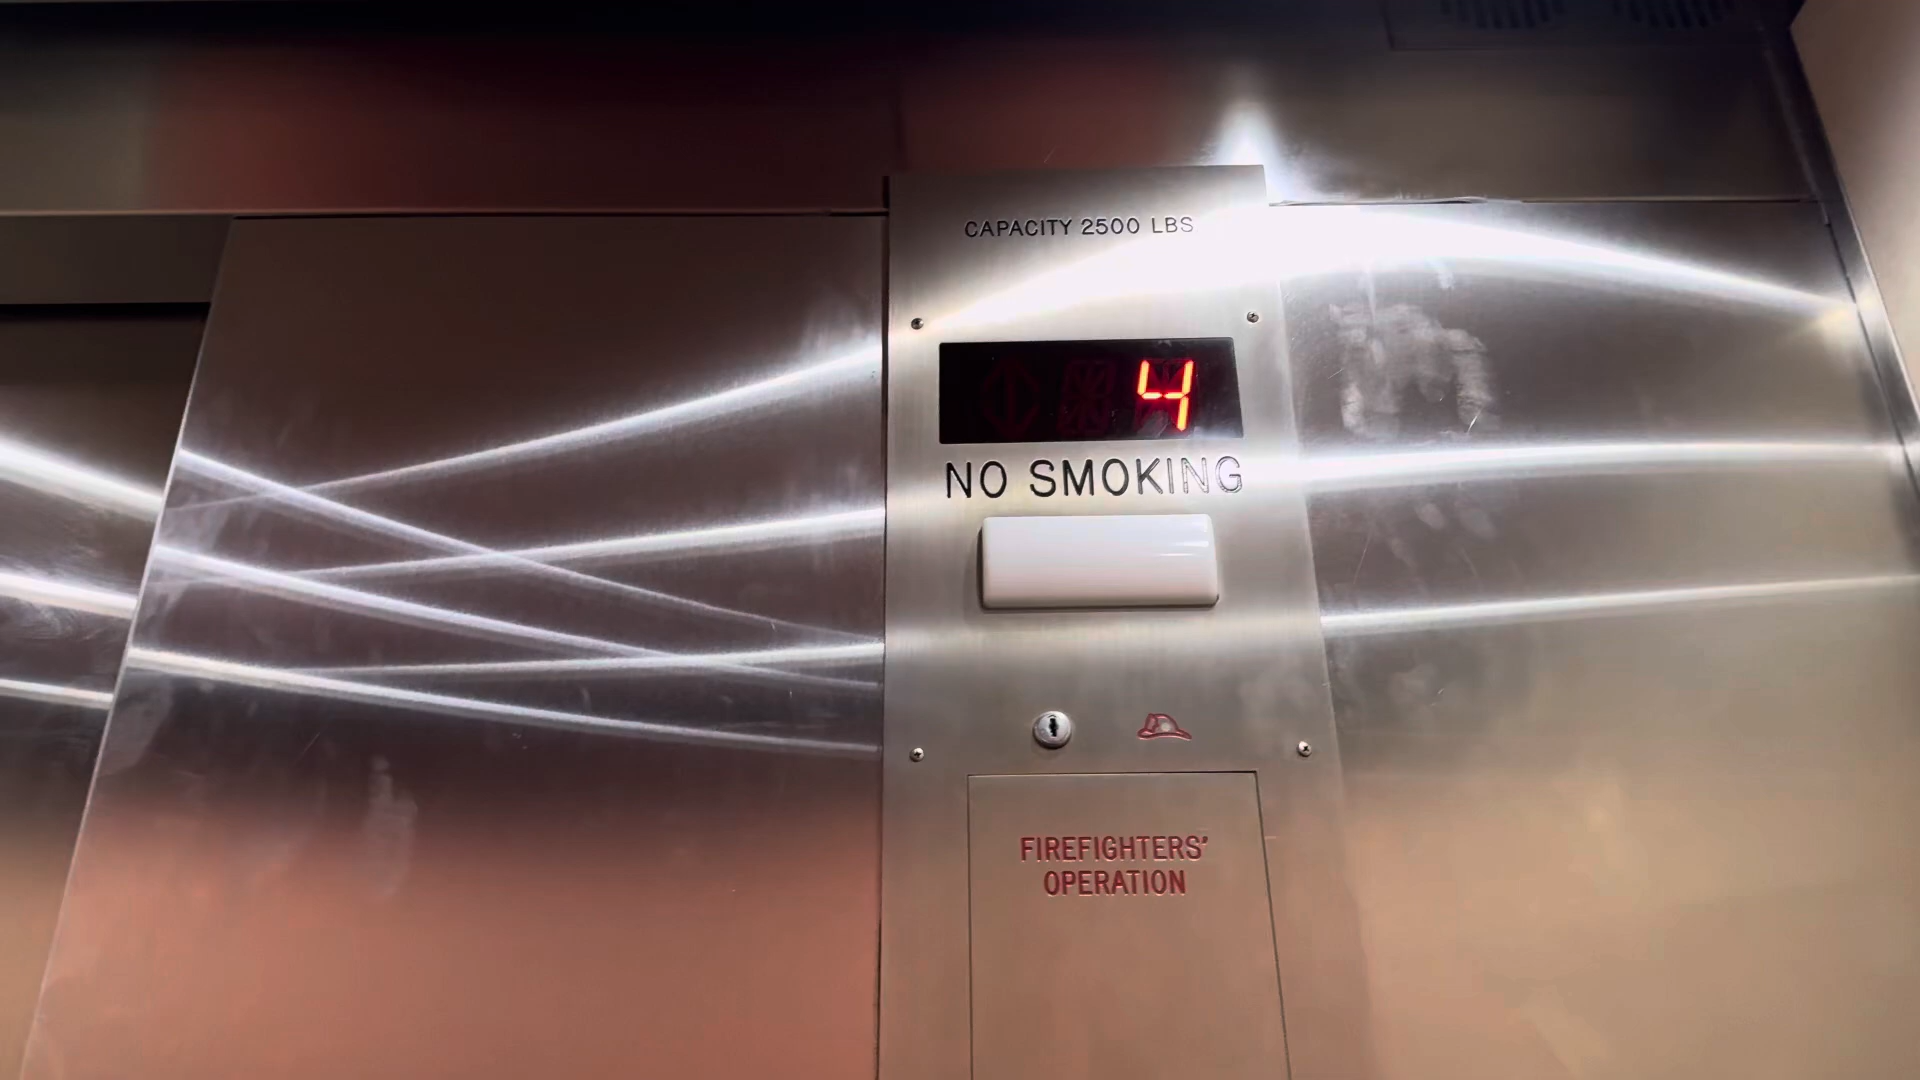 CAPACITY 2500 LBS
4
NO SMOKING
FIREFIGHTERS'
OPERATION